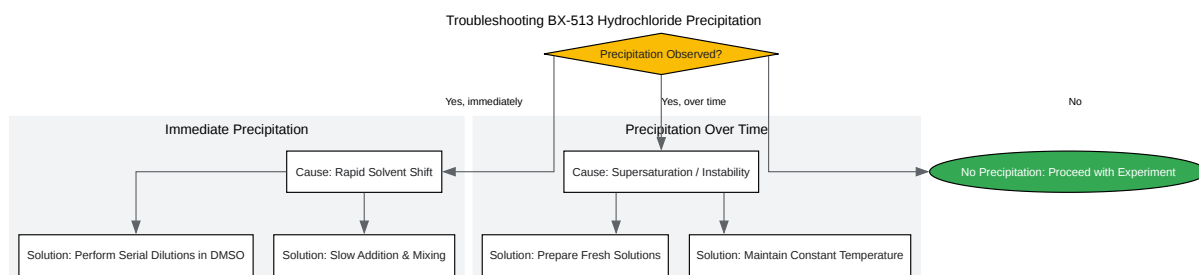 Troubleshooting BX-513 Hydrochloride Precipitation
Precipitation Observed?
Yes, immediately
Yes, over time
No
Immediate Precipitation
Precipitation Over Time
Cause: Rapid Solvent Shift
Cause: Supersaturation / Instability
No Precipitation: Proceed with Experiment
Solution: Perform Serial Dilutions in DMSO
Solution: Slow Addition & Mixing
Solution: Prepare Fresh Solutions
Solution: Maintain Constant Temperature